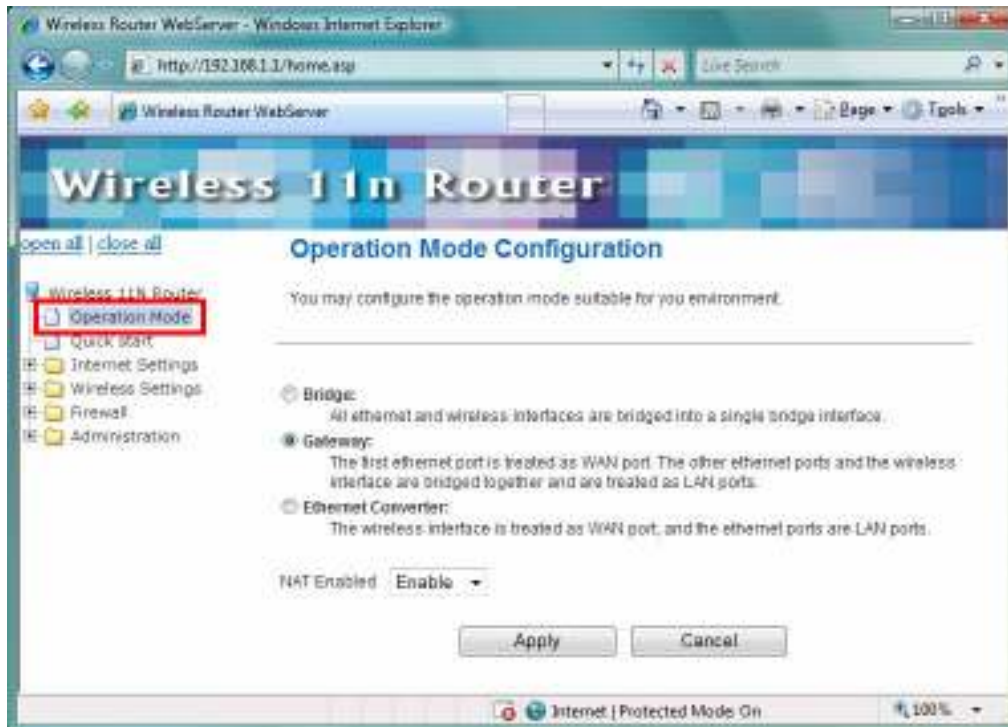 Wireless Router WebServer - Windows Internet Explorer
http://192.168.1.1/home.asp
Live Search
Wireless Router WebServer
Page
Tools
Wireless 11n Router
open all | close all
Wireless 11N Router
Operation Mode
Quick Start
Internet Settings
Wireless Settings
Firewall
Administration
Operation Mode Configuration
You may configure the operation mode suitable for you environment.
Bridge:
All ethernet and wireless interfaces are bridged into a single bridge interface.
Gateway:
The first ethernet port is treated as WAN port. The other ethernet ports and the wireless
interface are bridged together and are treated as LAN ports.
Ethernet Converter:
The wireless interface is treated as WAN port, and the ethernet ports are LAN ports.
NAT Enabled Enable
Apply Cancel
Internet | Protected Mode: On
100%